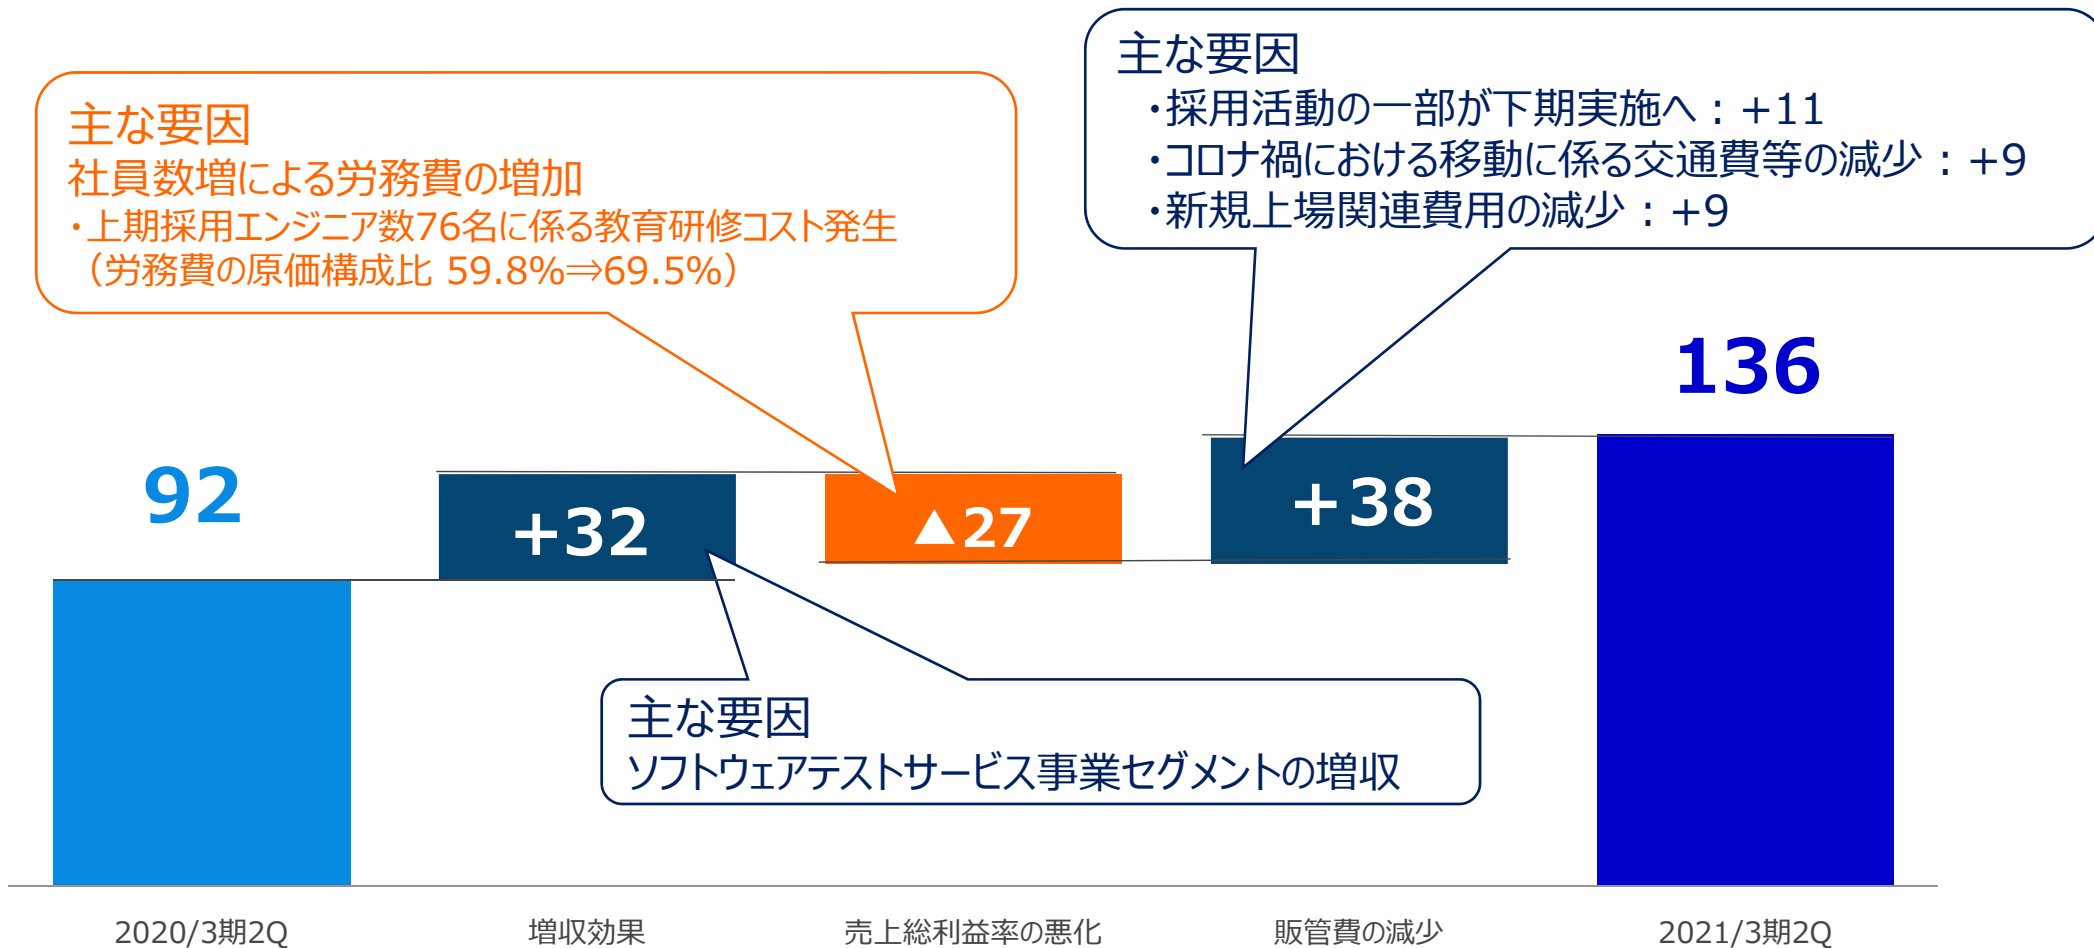 主な要因
・採用活動の一部が下期実施へ：+11
・コロナ禍における移動に係る交通費等の減少：+9
・新規上場関連費用の減少：+9
主な要因
社員数増による労務費の増加
・上期採用エンジニア数76名に係る教育研修コスト発生
（労務費の原価構成比 59.8%⇒69.5%）
136
92
+32
▲27
+38
主な要因
ソフトウェアテストサービス事業セグメントの増収
2020/3期2Q
増収効果
売上総利益率の悪化
販管費の減少
2021/3期2Q